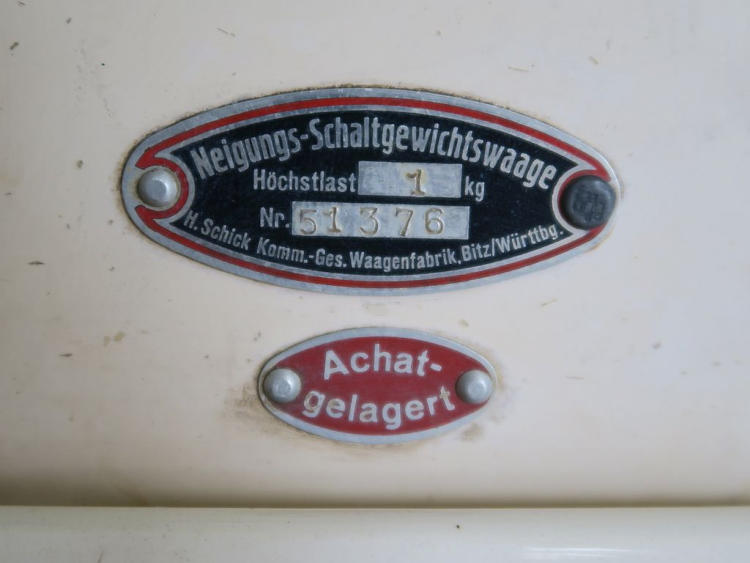 Neigungs-Schaltgewichtswaage
Höchstlast 1 kg
Nr. 51376
H. Schick Komm.-Ges. Waagenfabrik, Bitz/Württbg.
Achat-
gelagert